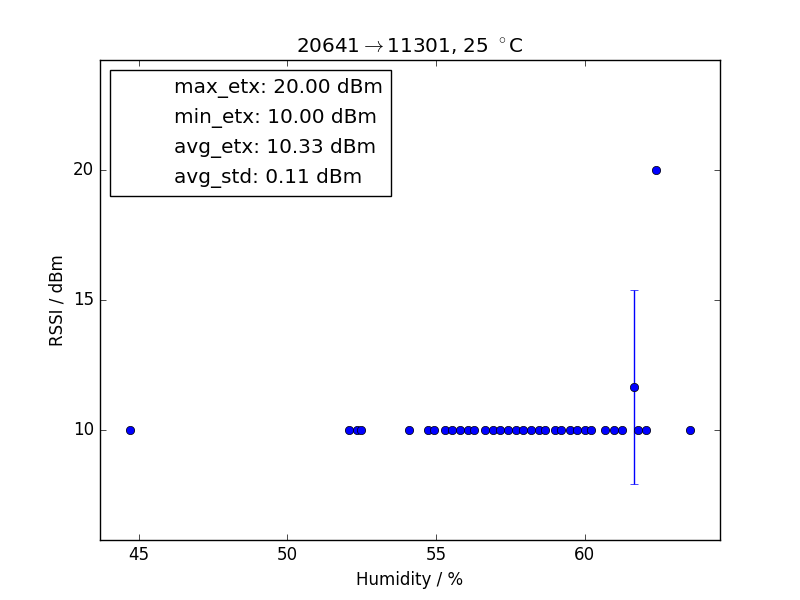 20641→11301, 25 °C
max_etx: 20.00 dBm
min_etx: 10.00 dBm
avg_etx: 10.33 dBm
avg_std: 0.11 dBm
RSSI / dBm
20
15
10
45 50 55 60
Humidity / %